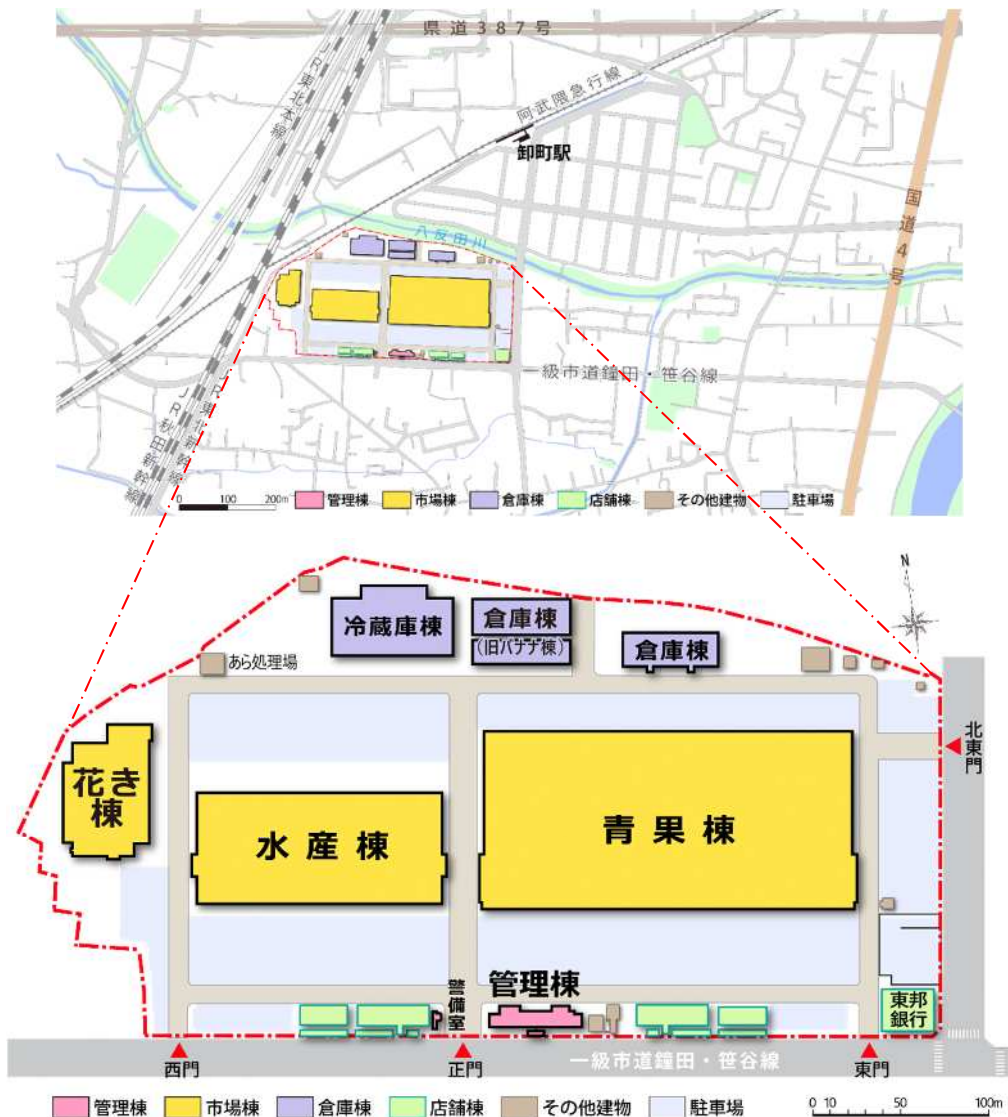 県道387号
JR東北本線
阿武隈急行線
卸町駅
国道4号
八反田川
一級市道鐘田・笹谷線
JR東北新幹線
JR秋田新幹線
0 100 200m
管理棟 市場棟 倉庫棟 店舗棟 その他建物 駐車場
N
冷蔵庫棟
倉庫棟
(旧バナナ棟)
倉庫棟
あら処理場
北東門
花き
棟
水産棟
青果棟
警備室
管理棟
東邦
銀行
一級市道鐘田・笹谷線
西門
正門
東門
管理棟 市場棟 倉庫棟 店舗棟 その他建物 駐車場
0 10 50 100m